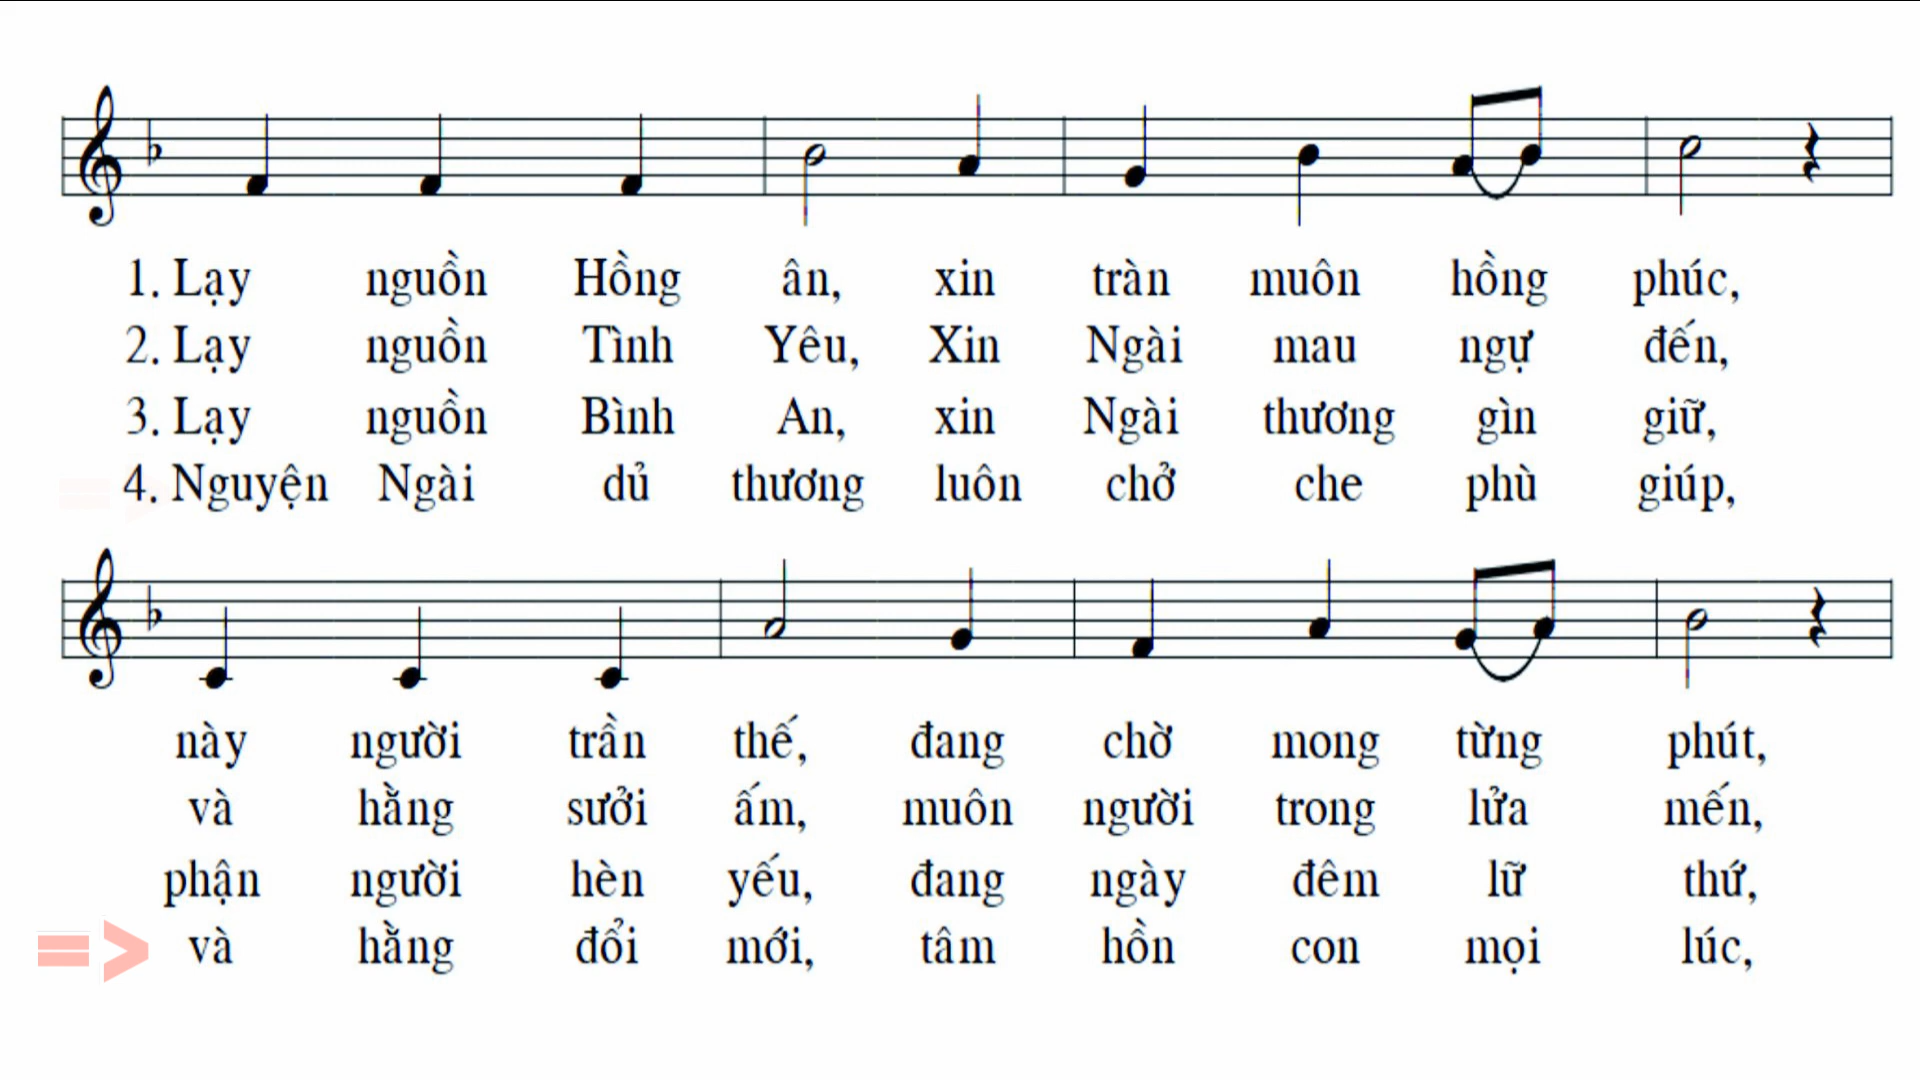 1. Lạy nguồn Hồng ân, xin tràn muôn hồng phúc,
2. Lạy nguồn Tình Yêu, Xin Ngài mau ngự đến,
3. Lạy nguồn Bình An, xin Ngài thương gìn giữ,
4. Nguyện Ngài dủ thương luôn chở che phù giúp,
này người trần thế, đang chờ mong từng phút,
và hằng sưởi ấm, muôn người trong lửa mến,
phận người hèn yếu, đang ngày đêm lữ thứ,
=> và hằng đổi mới, tâm hồn con mọi lúc,